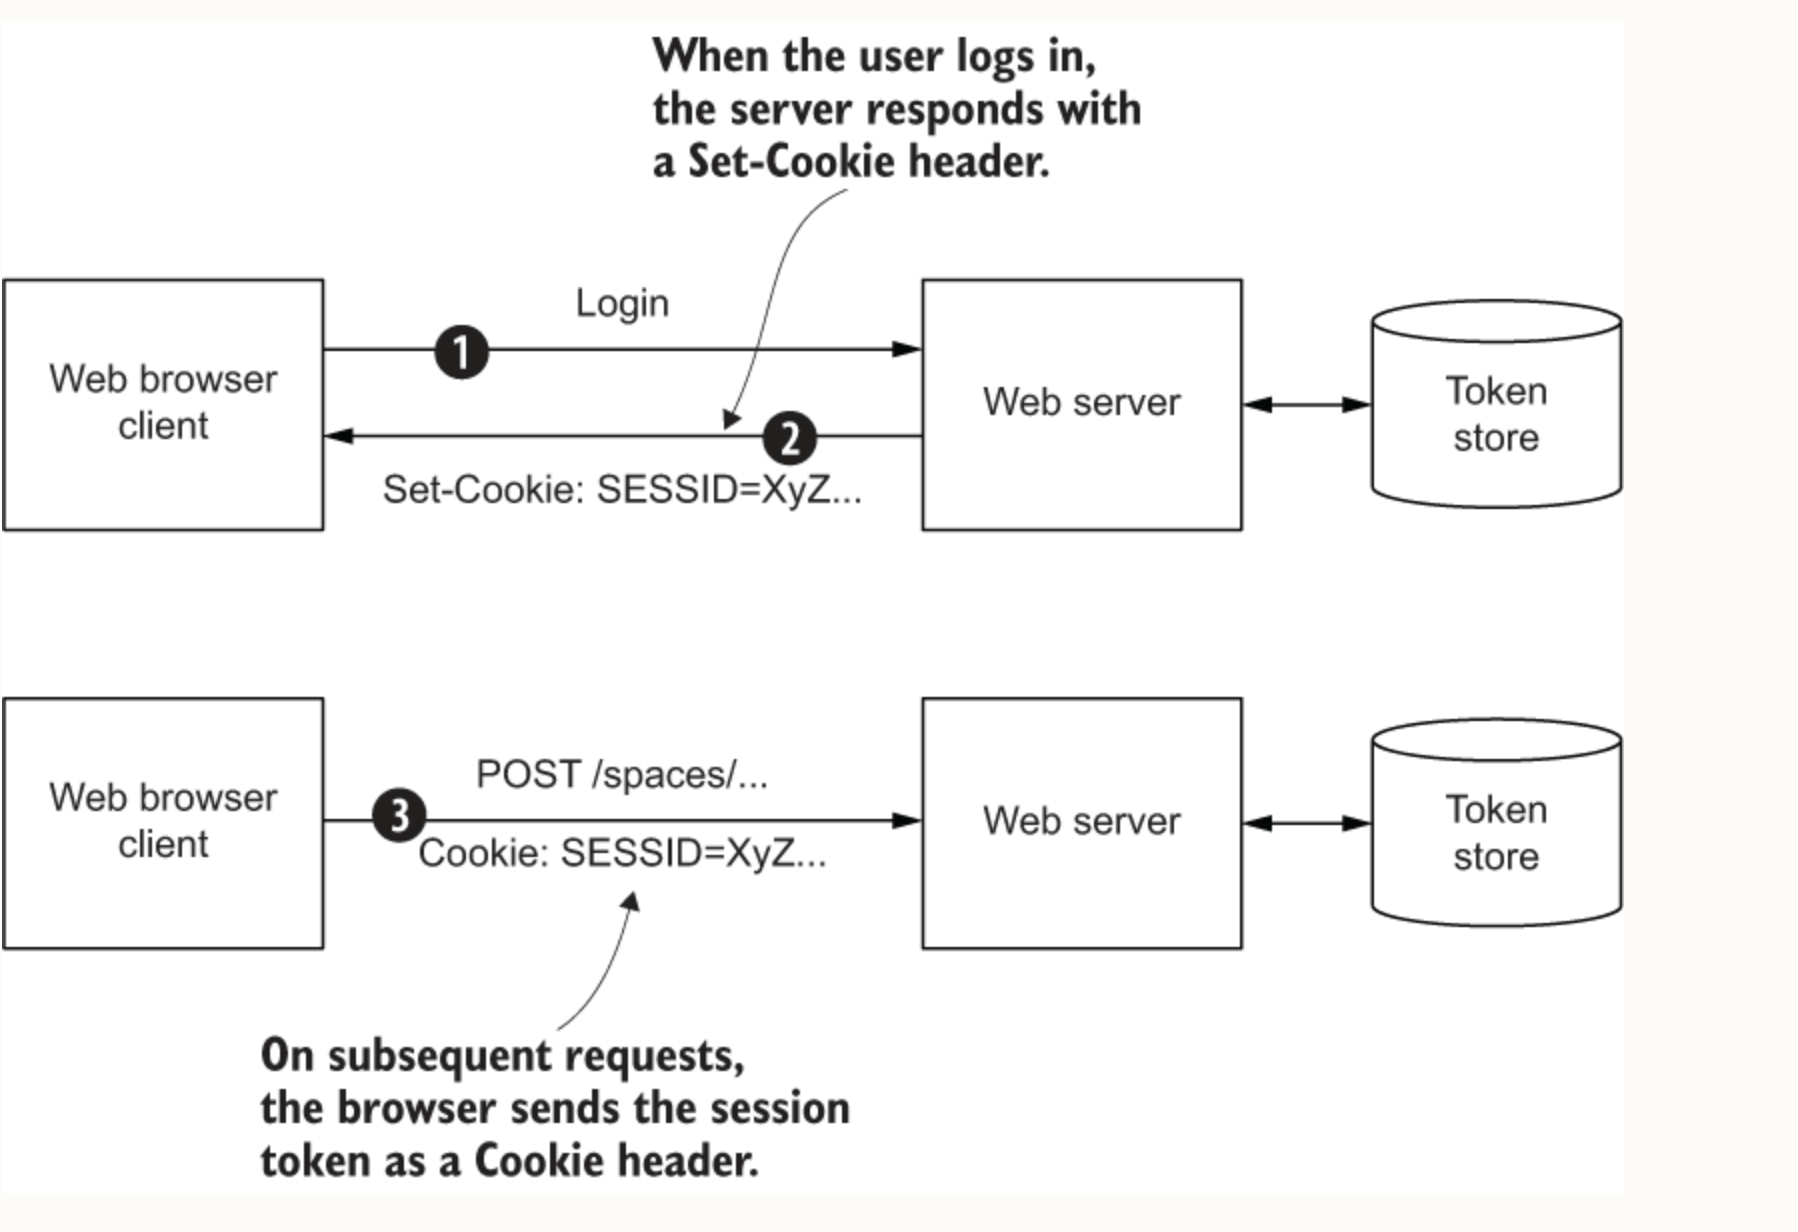 When the user logs in,
the server responds with
a Set-Cookie header.
Login
1
Web browser
client
Web server
Token
store
2
Set-Cookie: SESSID=XyZ...
POST /spaces/...
Web browser
client
3
Web server
Token
store
Cookie: SESSID=XyZ...
On subsequent requests,
the browser sends the session
token as a Cookie header.